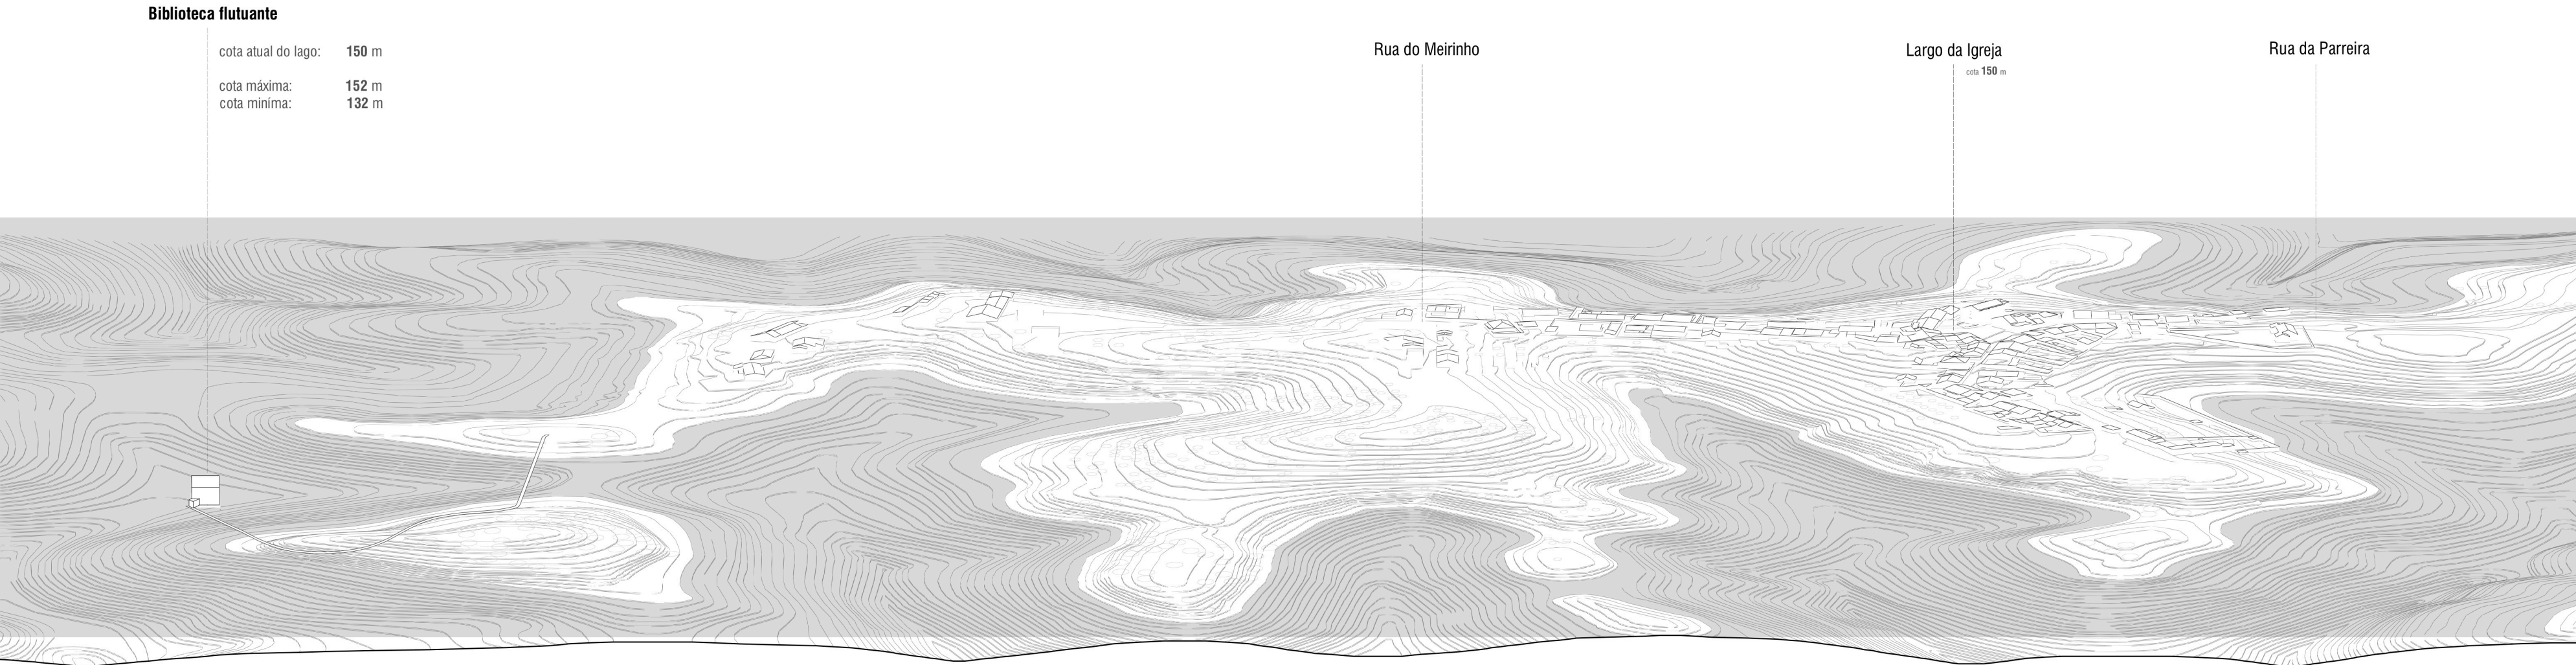 Biblioteca flutuante
cota atual do lago: 150 m
cota máxima: 152 m
cota miníma: 132 m
Rua do Meirinho
Largo da Igreja
cota 150 m
Rua da Parreira